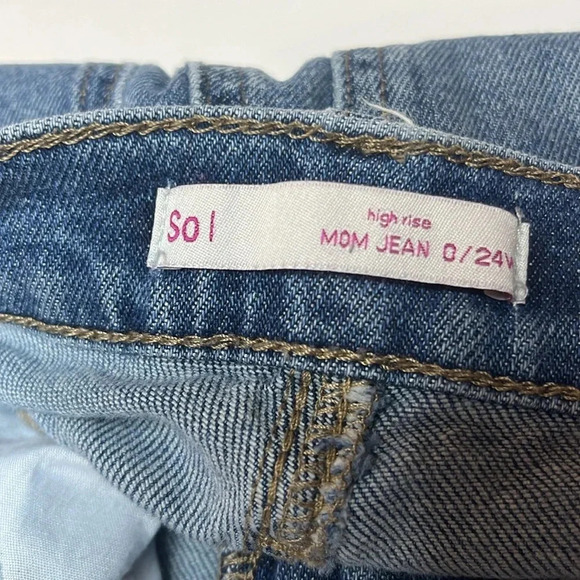 SO |
high rise
MOM JEAN 0/24W